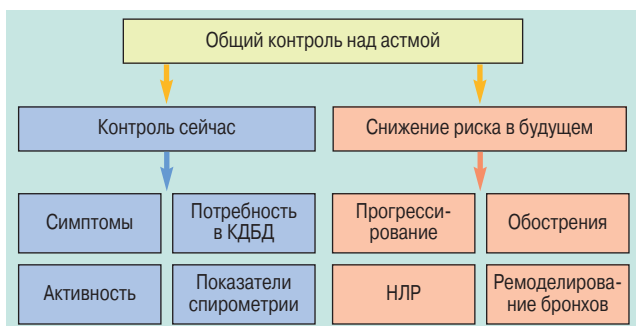 Общий контроль над астмой
Контроль сейчас
Снижение риска в будущем
Симптомы
Потребность
в КДБД
Прогресси-
рование
Обострения
Активность
Показатели
спирометрии
НЛР
Ремоделирова-
ние бронхов